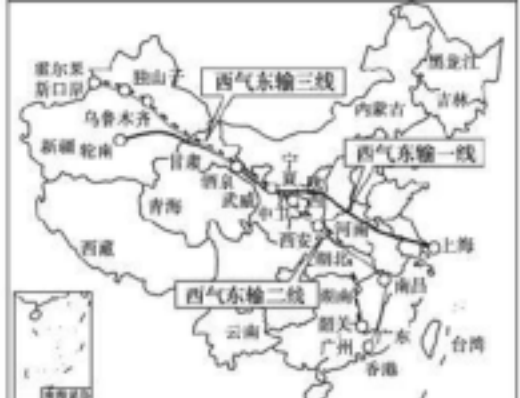 黑龙江
霍尔果
斯口岸
独山子
西气东输三线
吉林
内蒙古
乌鲁木齐
新疆
轮南
西气东输一线
甘肃
宁
夏
酒泉
武威
青海
中卫
西安
河南
上海
西藏
湖北
西气东输二线
南昌
湖南
韶关
云南
广东
广州
台湾
香港